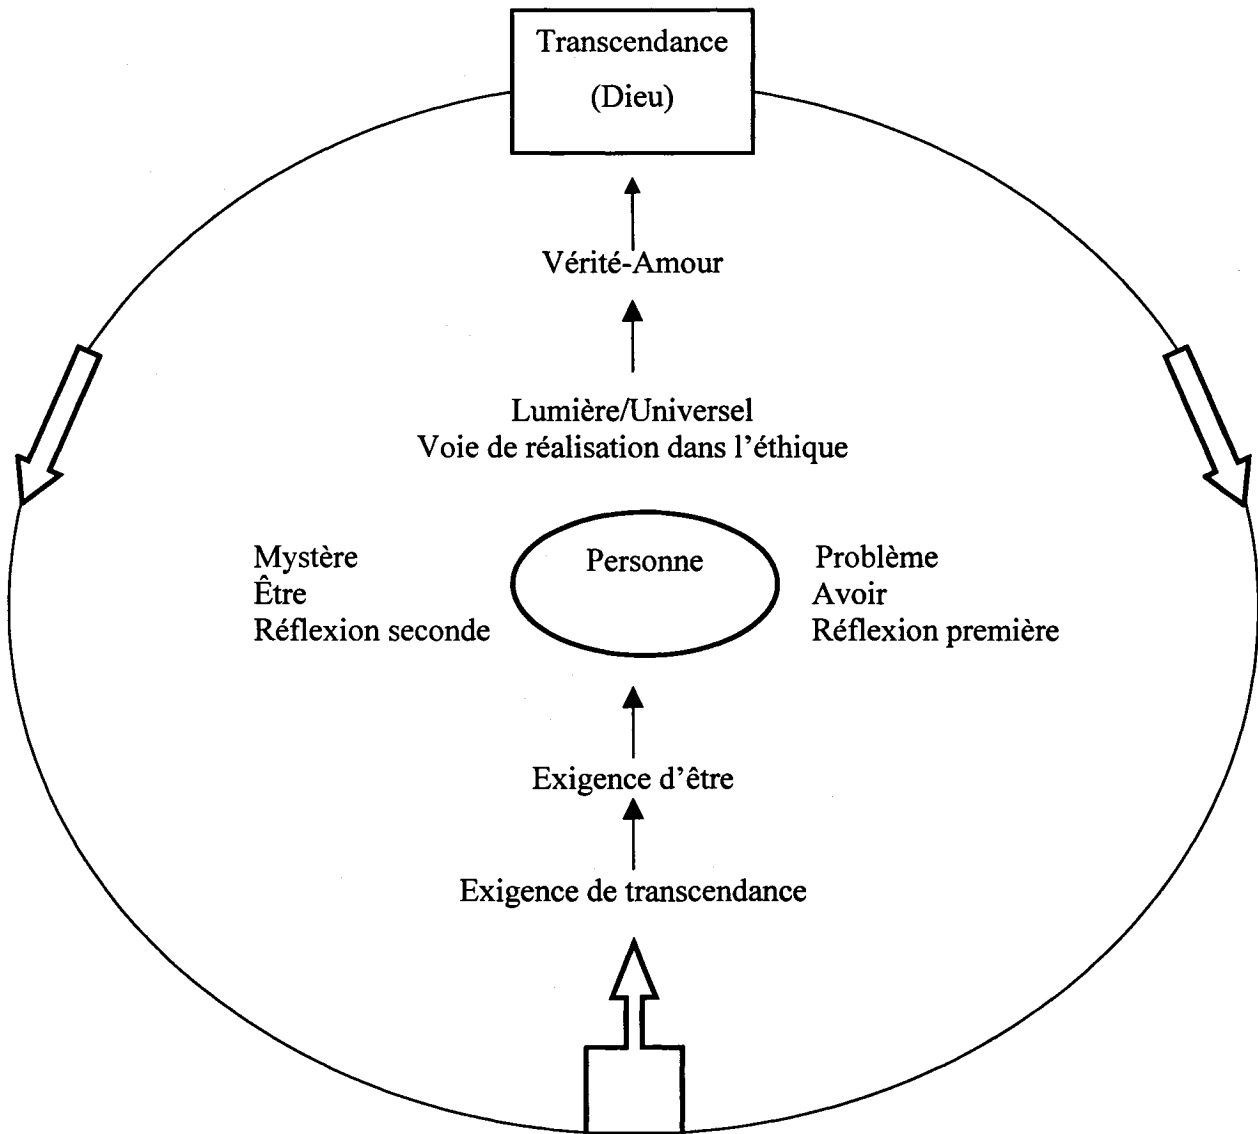 Transcendance
(Dieu)
Vérité-Amour
Lumière/Universel
Voie de réalisation dans l'éthique
Mystère
Être
Réflexion seconde
Personne
Problème
Avoir
Réflexion première
Exigence d'être
Exigence de transcendance